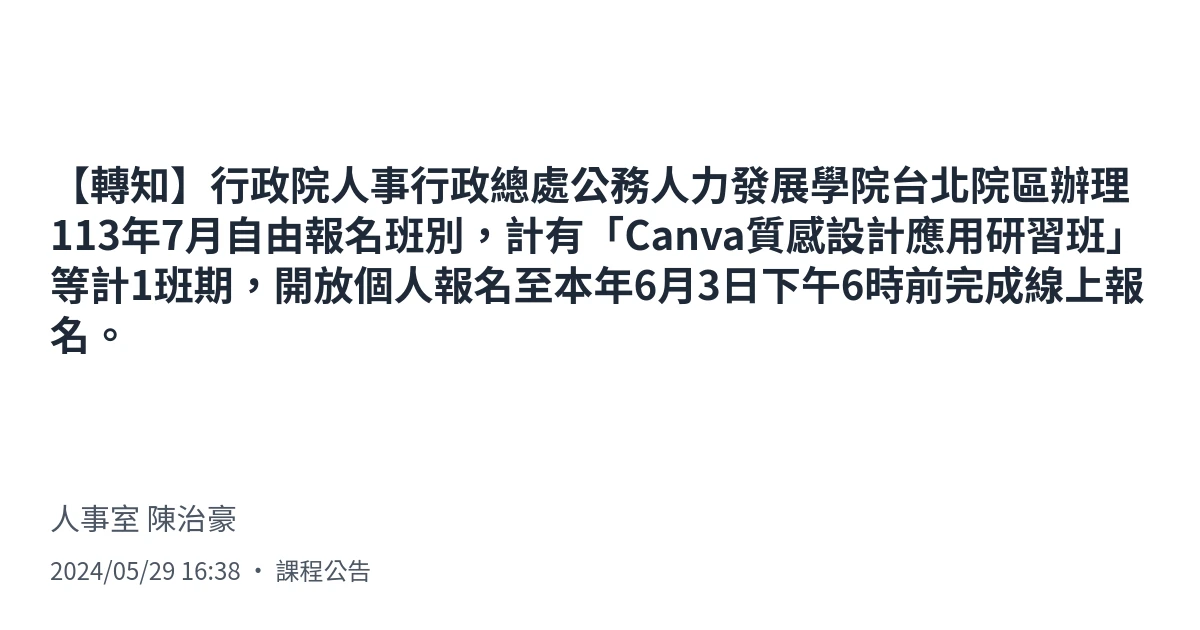 【轉知】行政院人事行政總處公務人力發展學院台北院區辦理
113年7月自由報名班別，計有「Canva質感設計應用研習班」
等計1班期，開放個人報名至本年6月3日下午6時前完成線上報
名。
人事室 陳治豪
2024/05/29 16:38 • 課程公告